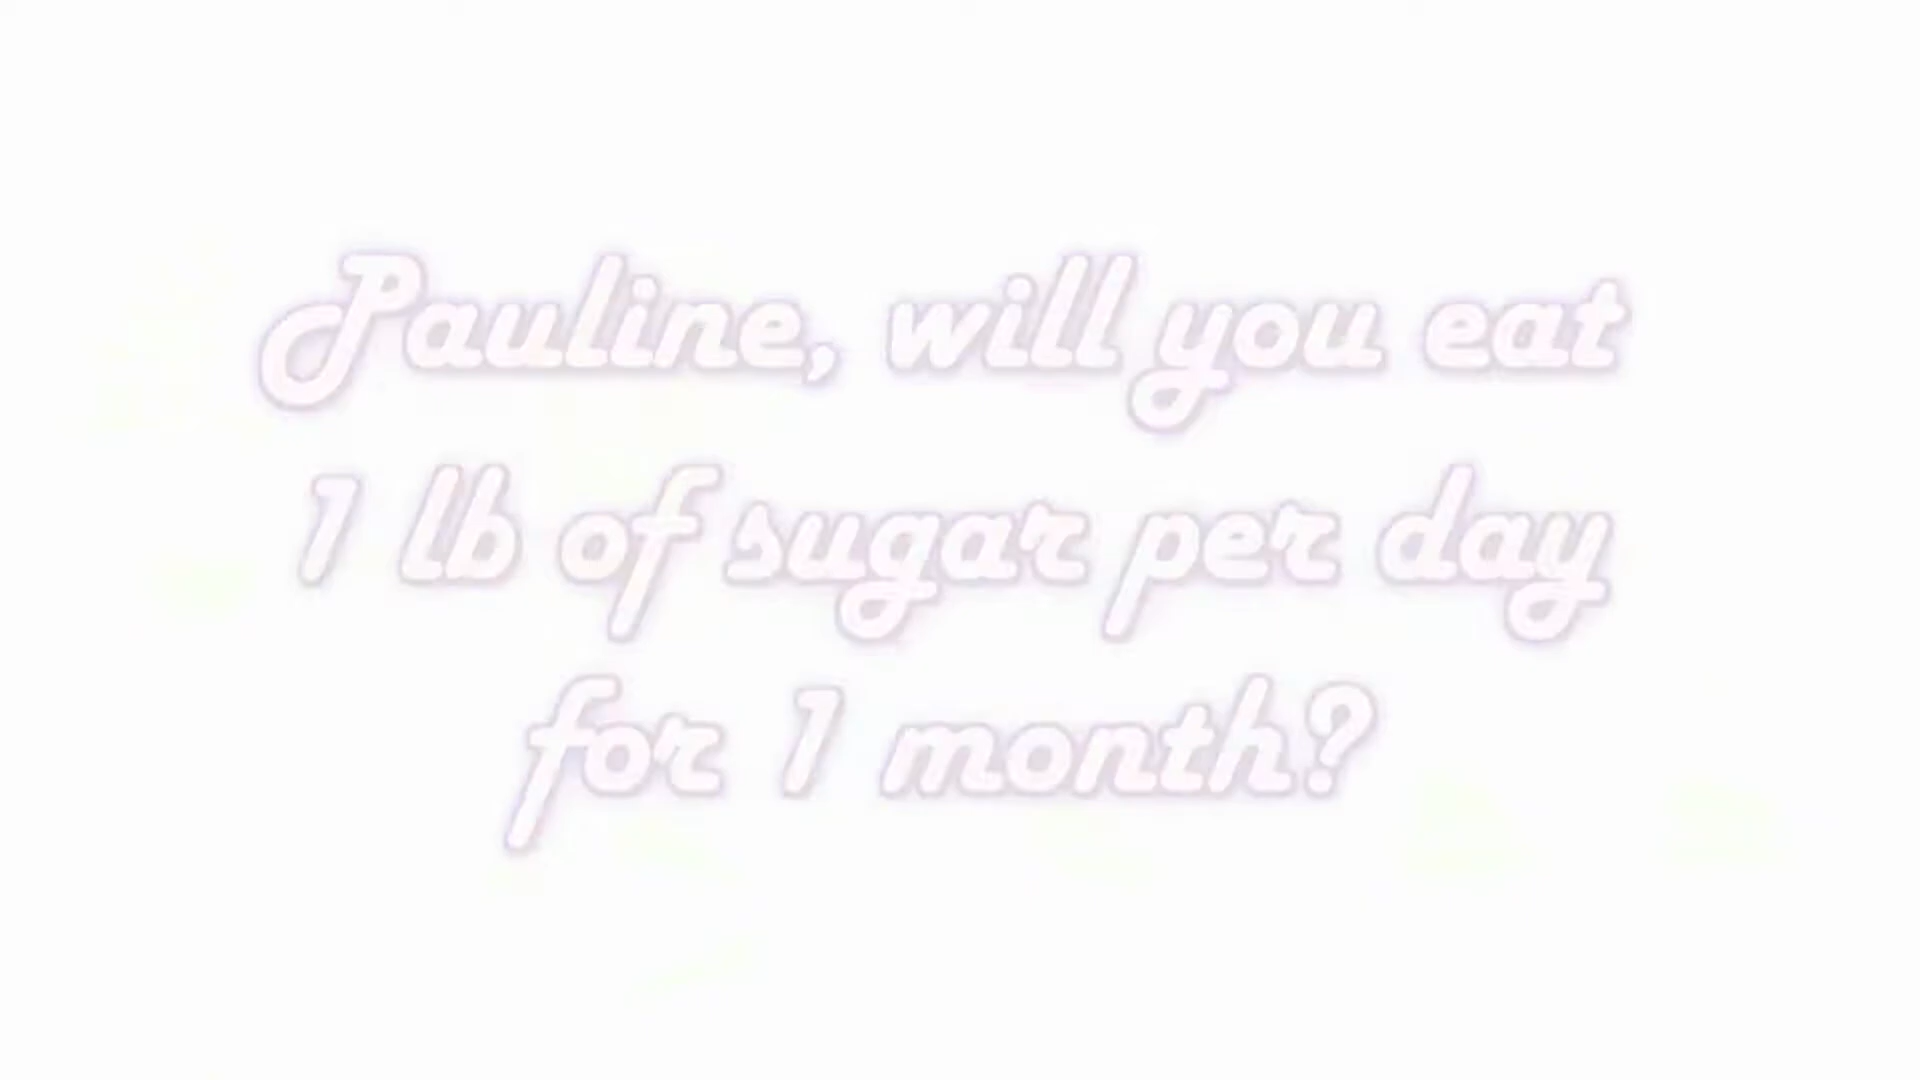 Pauline, will you eat
1 lb of sugar per day
for 1 month?